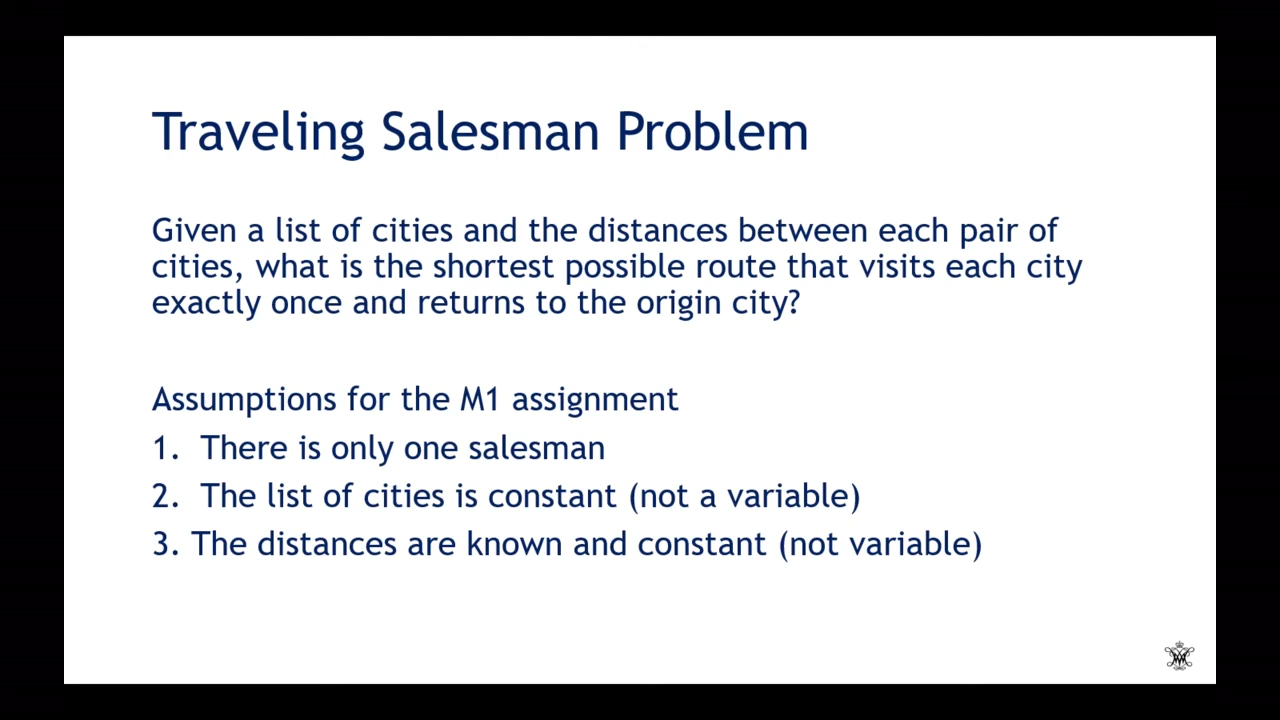 Traveling Salesman Problem
Given a list of cities and the distances between each pair of
cities, what is the shortest possible route that visits each city
exactly once and returns to the origin city?
Assumptions for the M1 assignment
1. There is only one salesman
2. The list of cities is constant (not a variable)
3. The distances are known and constant (not variable)